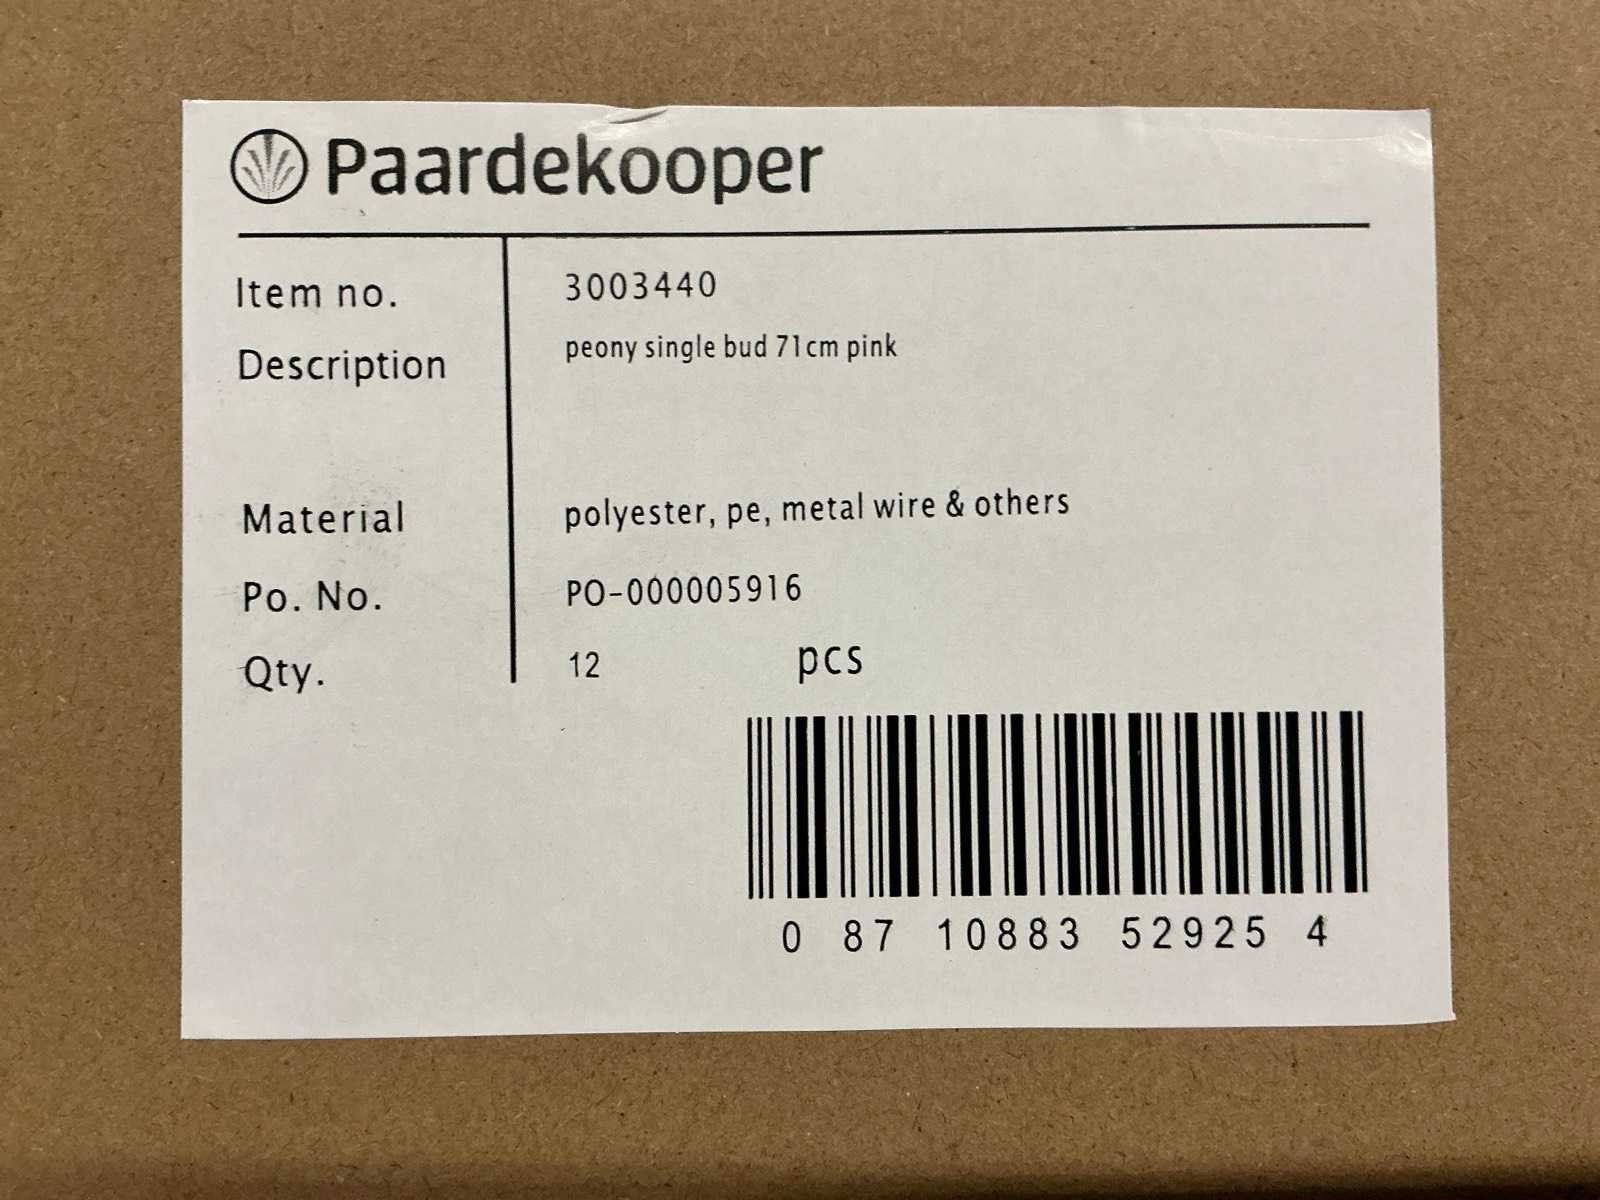 Paardekooper
Item no. 3003440
Description peony single bud 71cm pink
Material polyester, pe, metal wire & others
Po. No. PO-000005916
Qty. 12 pcs
0 87 10883 52925 4